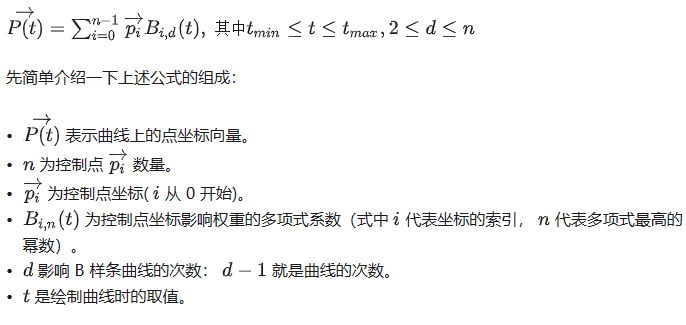 $\overrightarrow{P(t)} = \sum_{i=0}^{n-1} \overrightarrow{p_i} B_{i,d}(t),$ 其中$t_{min} \leq t \leq t_{max}, 2 \leq d \leq n$
先简单介绍一下上述公式的组成：
• $\overrightarrow{P(t)}$ 表示曲线上的点坐标向量。
• $n$ 为控制点 $\overrightarrow{p_i}$ 数量。
• $\overrightarrow{p_i}$ 为控制点坐标( $i$ 从 0 开始)。
• $B_{i,n}(t)$ 为控制点坐标影响权重的多项式系数（式中 $i$ 代表坐标的索引， $n$ 代表多项式最高的
幂数）。
• $d$ 影响 B 样条曲线的次数： $d-1$ 就是曲线的次数。
• $t$ 是绘制曲线时的取值。